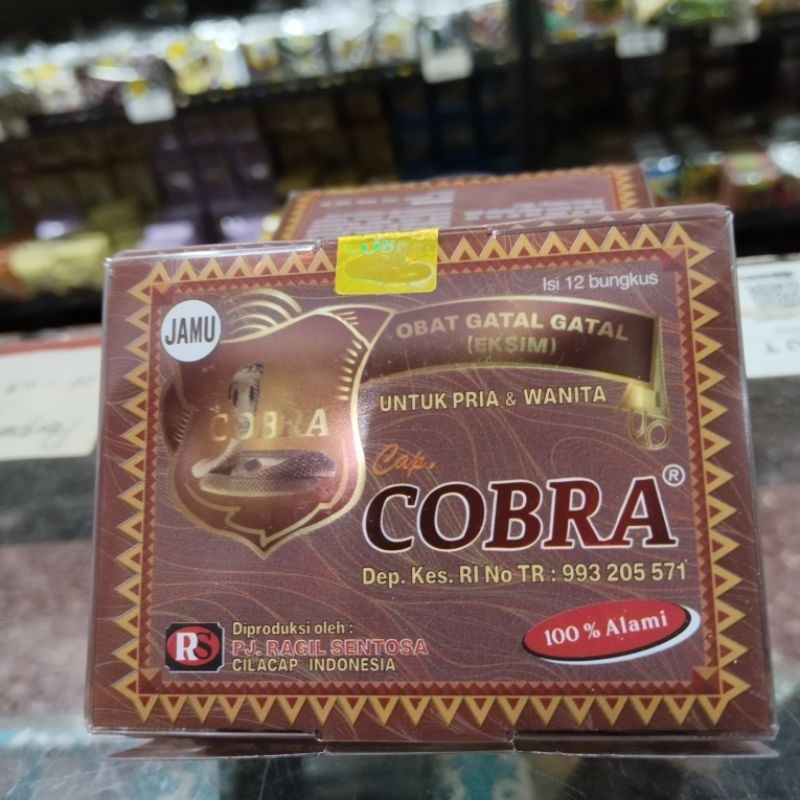 Isi 12 bungkus
JAMU
OBAT GATAL GATAL
(EKSIM)
UNTUK PRIA & WANITA
COBRA
Cap.
COBRA®
Dep. Kes. RI No TR : 993 205 571
100 % Alami
RS
Diproduksi oleh :
PJ. RAGIL SENTOSA
CILACAP INDONESIA